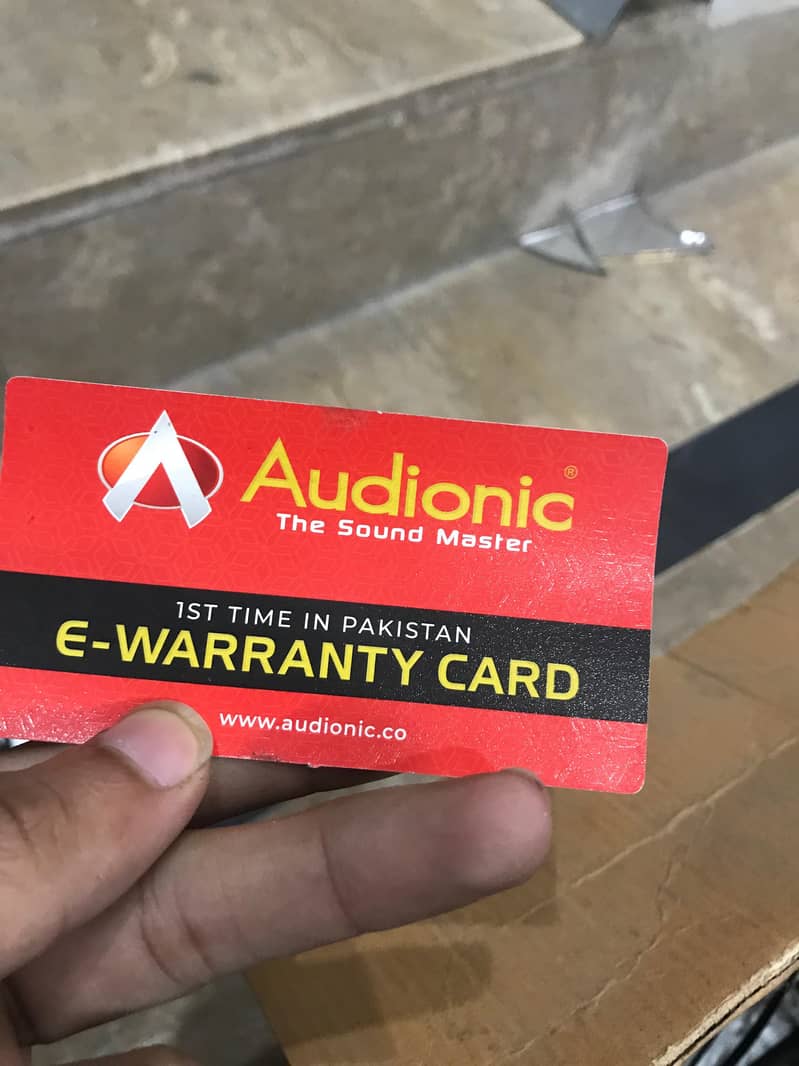 Audionic®
The Sound Master
1ST TIME IN PAKISTAN
E-WARRANTY CARD
www.audionic.co